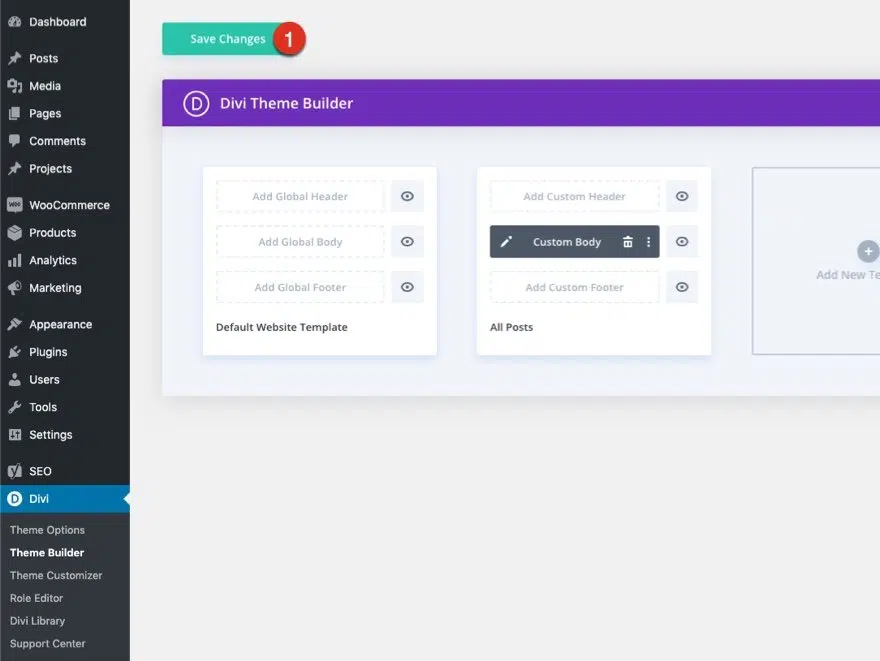 Dashboard
Posts
Media
Pages
Comments
Projects
WooCommerce
Products
Analytics
Marketing
Appearance
Plugins
Users
Tools
Settings
SEO
Divi
Theme Options
Theme Builder
Theme Customizer
Role Editor
Divi Library
Support Center
Save Changes
1
D Divi Theme Builder
Add Global Header
Add Global Body
Add Global Footer
Default Website Template
Add Custom Header
Custom Body
Add Custom Footer
All Posts
Add New